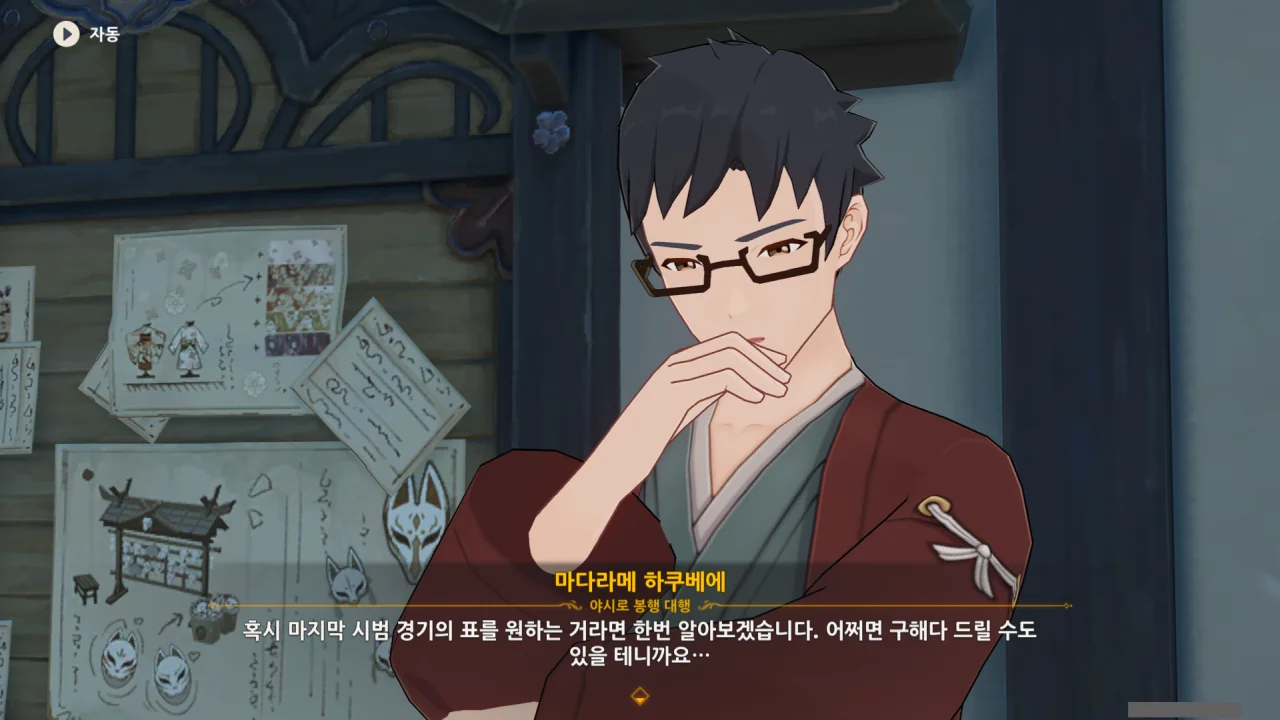 자동
마다라메 하쿠베에
야시로 봉행 대행
혹시 마지막 시범 경기의 표를 원하는 거라면 한번 알아보겠습니다. 어쩌면 구해다 드릴 수도
있을 테니까요…